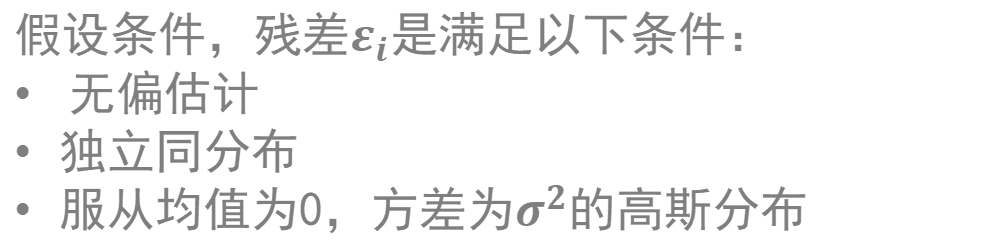 假设条件，残差𝜺𝒊是满足以下条件：
• 无偏估计
• 独立同分布
• 服从均值为0，方差为𝝈²的高斯分布